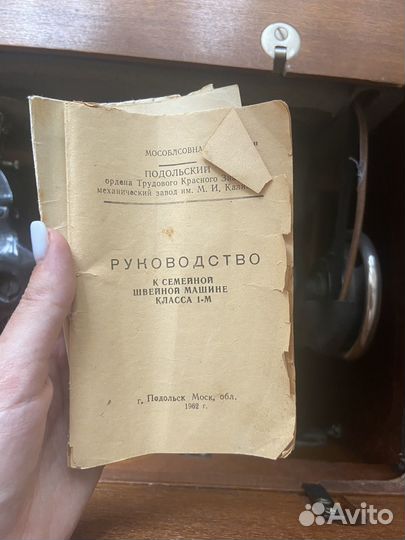 МОСОБЛСОВНА
ПОДОЛЬСКИЙ
ордена Трудового Красного
механический завод им. М. И,
РУКОВОДСТВО
К СЕМЕЙНОЙ
ШВЕЙНОЙ МАШИНЕ
КЛАССА 1-М
г, Подольск Моск, обл.
1962 г.
Avito